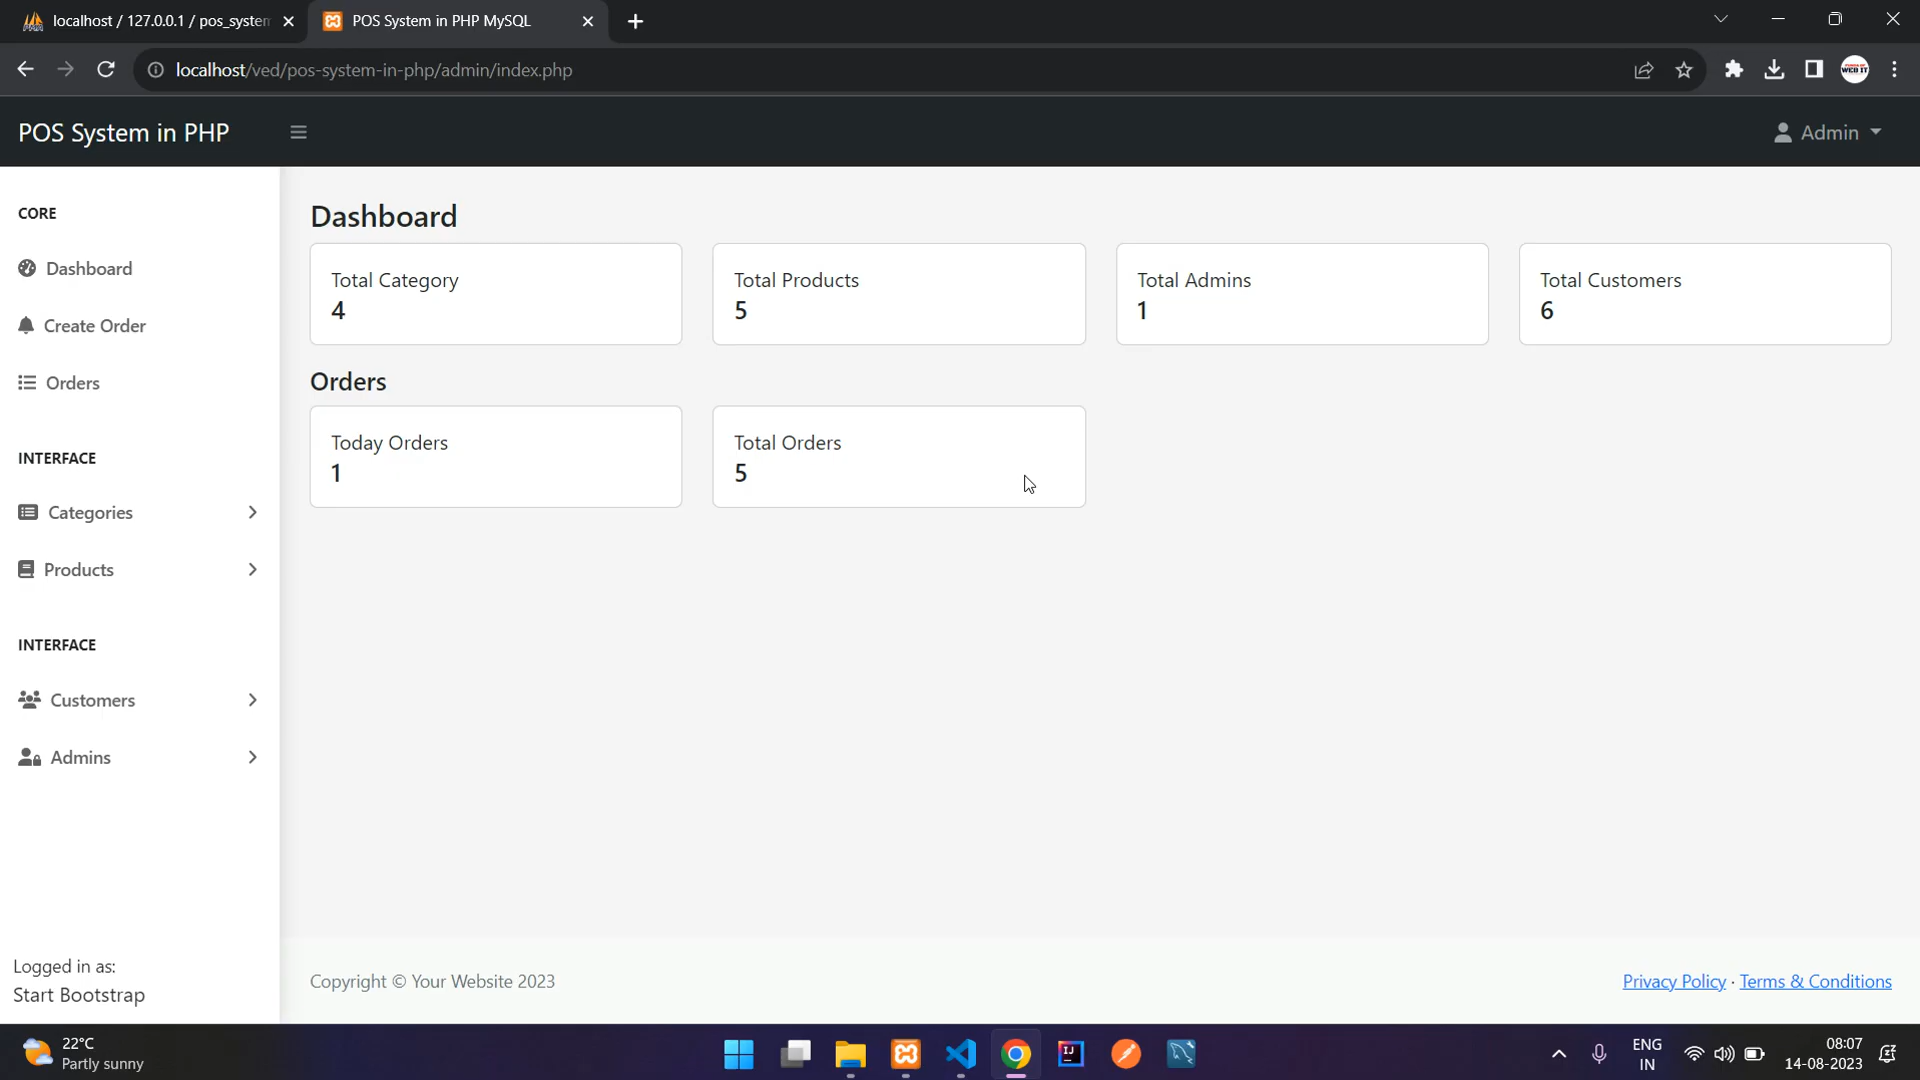 localhost / 127.0.0.1 / pos_system
POS System in PHP MySQL
localhost/ved/pos-system-in-php/admin/index.php
WEB IT
POS System in PHP
Admin
CORE
Dashboard
Create Order
Orders
INTERFACE
Categories
Products
INTERFACE
Customers
Admins
Logged in as:
Start Bootstrap
Dashboard
Total Category
4
Total Products
5
Total Admins
1
Total Customers
6
Orders
Today Orders
1
Total Orders
5
Copyright © Your Website 2023
Privacy Policy · Terms & Conditions
22°C
Partly sunny
IJ
ENG
IN
08:07
14-08-2023